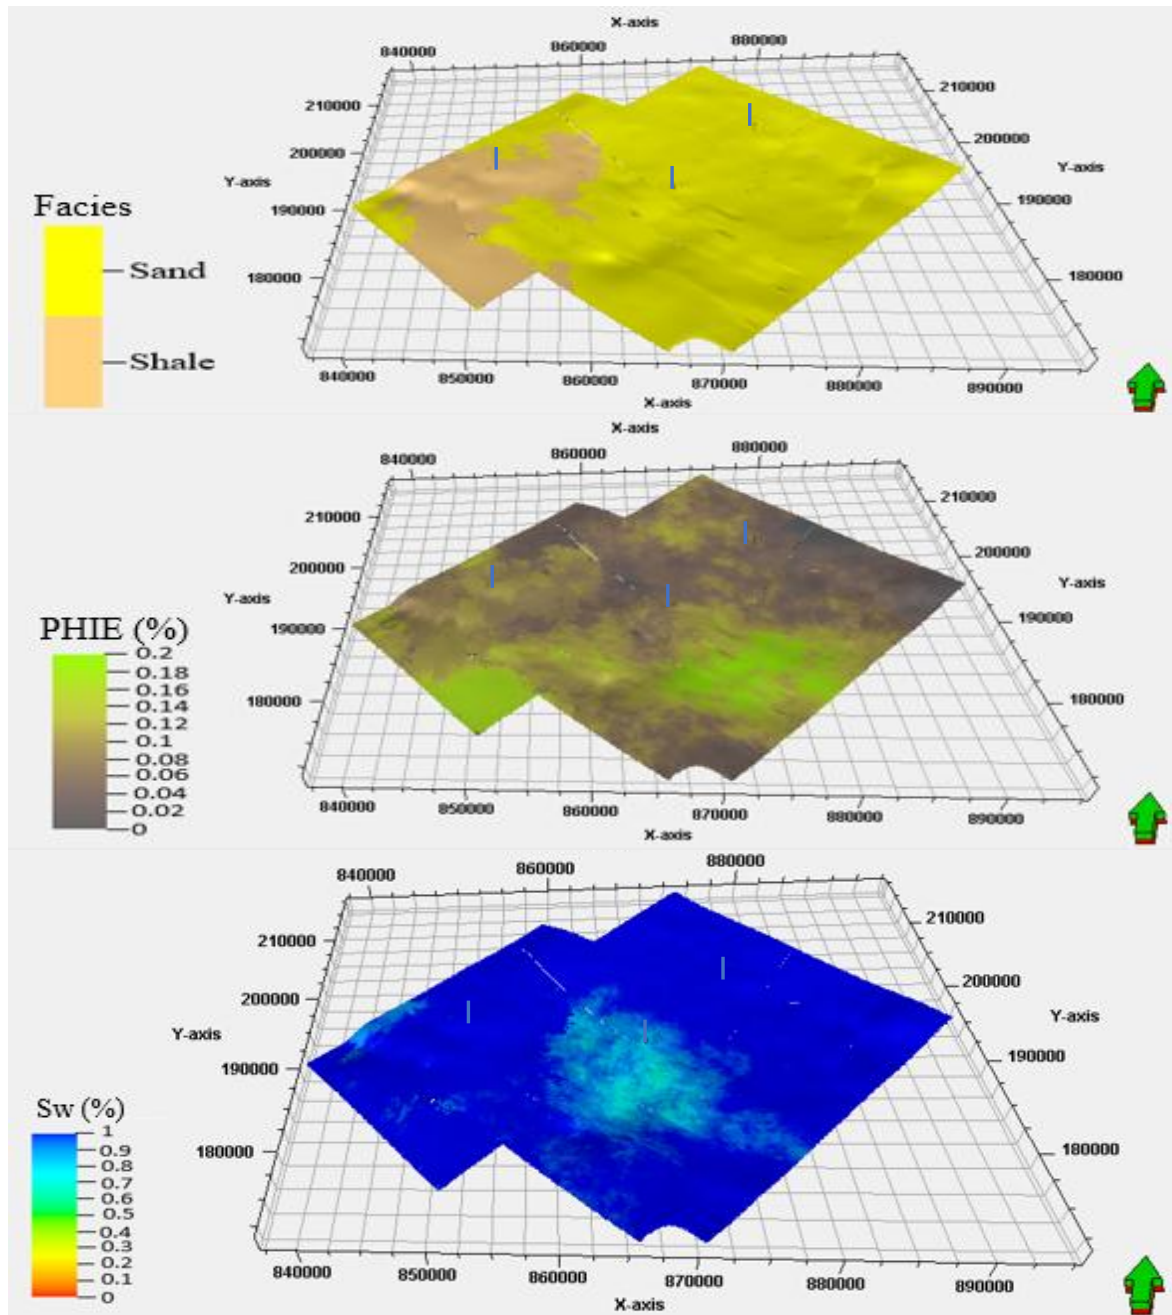 X-axis
840000 860000 880000
210000 210000
200000 200000
Y-axis Y-axis
190000 190000
180000 180000
Facies
Sand
Shale
840000 850000 860000 870000 880000 890000
X-axis
X-axis
840000 860000 880000
210000 210000
200000 200000
Y-axis Y-axis
190000 190000
180000 180000
PHIE (%)
0.2
0.18
0.16
0.14
0.12
0.1
0.08
0.06
0.04
0.02
0
840000 850000 860000 870000 880000 890000
X-axis
840000 860000 880000
210000 210000
200000 200000
Y-axis Y-axis
190000 190000
180000 180000
Sw (%)
1
0.9
0.8
0.7
0.6
0.5
0.4
0.3
0.2
0.1
0
840000 850000 860000 870000 880000 890000
X-axis